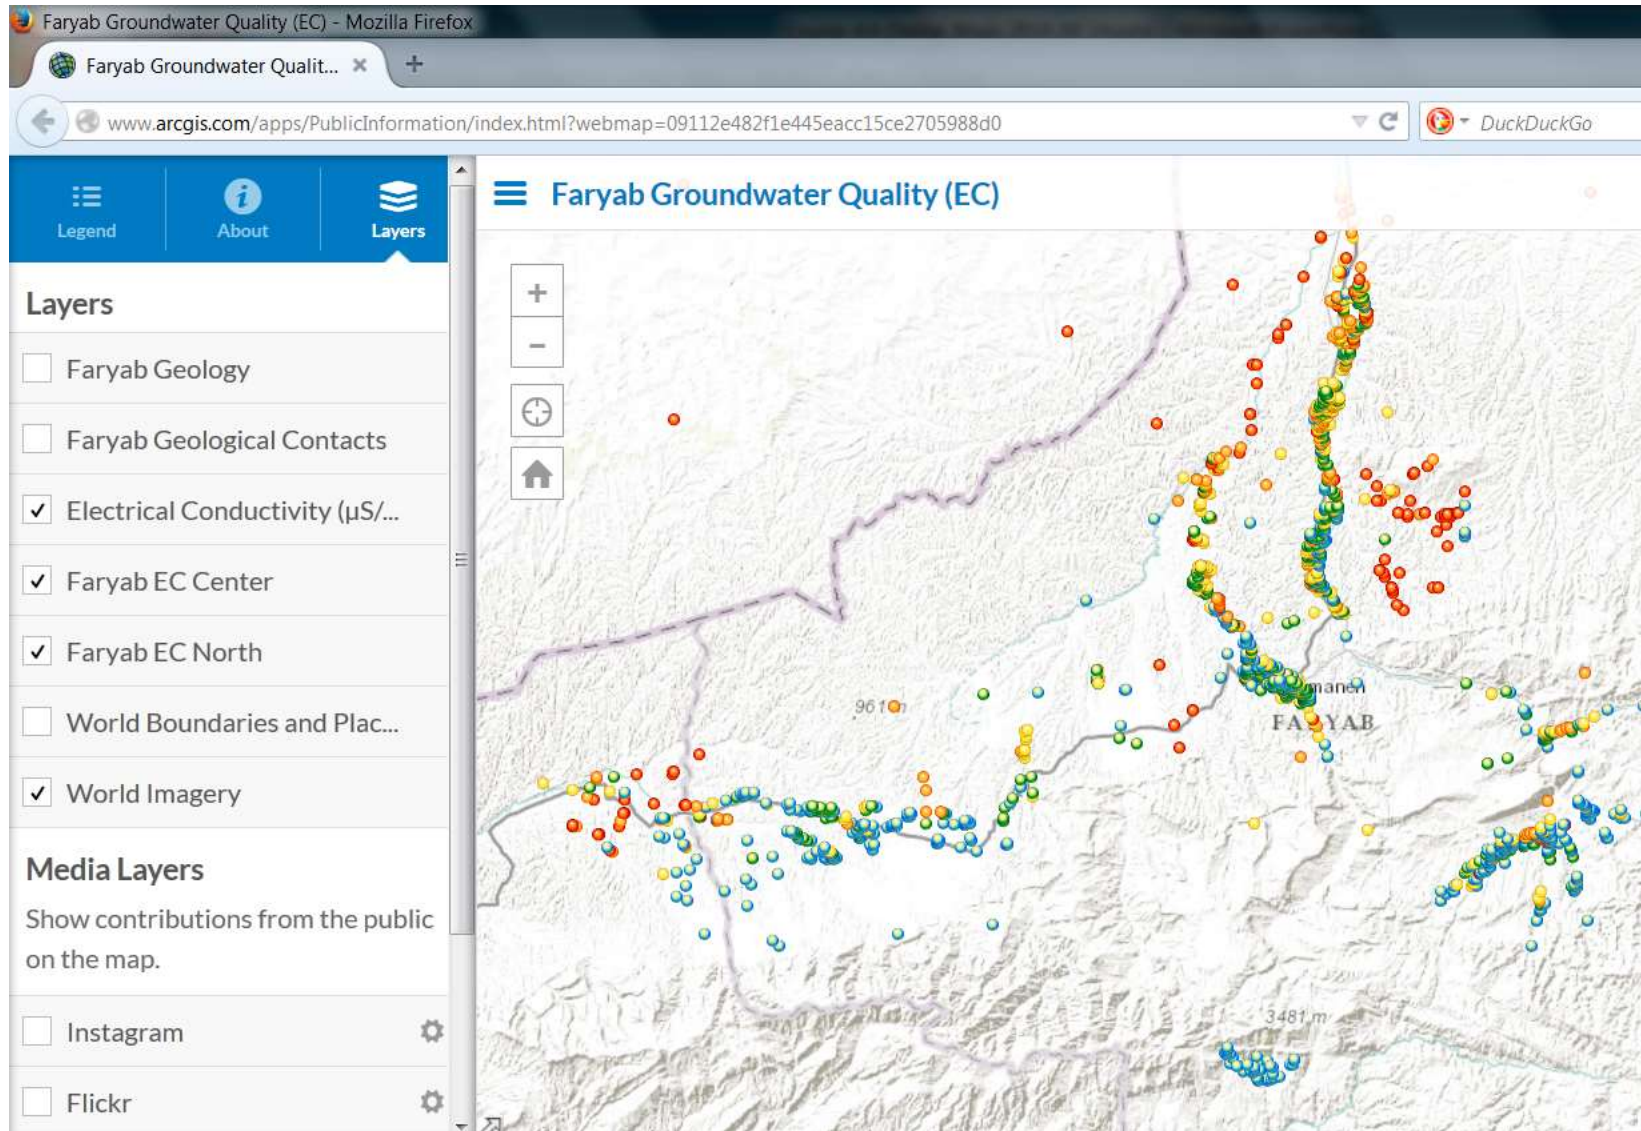 Faryab Groundwater Quality (EC) - Mozilla Firefox
Faryab Groundwater Qualit...
www.arcgis.com/apps/PublicInformation/index.html?webmap=09112e482f1e445eacc15ce2705988d0
DuckDuckGo
Legend
About
Layers
Faryab Groundwater Quality (EC)
Layers
Faryab Geology
Faryab Geological Contacts
Electrical Conductivity (µS/...
Faryab EC Center
Faryab EC North
World Boundaries and Plac...
World Imagery
Media Layers
Show contributions from the public
on the map.
Instagram
Flickr
FARYAB
3481 m